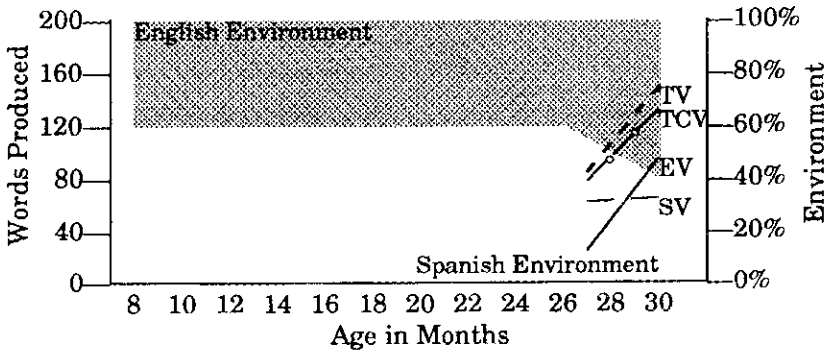 200
160
120
80
40
0
Words Produced
English Environment
Spanish Environment
TV
TCV
EV
SV
100%
80%
60%
40%
20%
0%
Environment
8 10 12 14 16 18 20 22 24 26 28 30
Age in Months